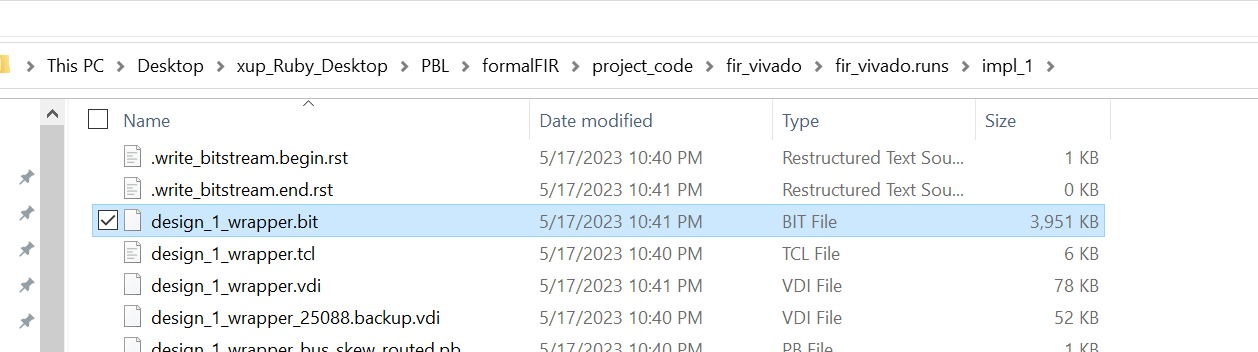 This PC > Desktop > xup_Ruby_Desktop > PBL > formalFIR > project_code > fir_vivado > fir_vivado.runs > impl_1 >
Name Date modified Type Size
.write_bitstream.begin.rst 5/17/2023 10:40 PM Restructured Text Sou... 1 KB
.write_bitstream.end.rst 5/17/2023 10:41 PM Restructured Text Sou... 0 KB
design_1_wrapper.bit 5/17/2023 10:41 PM BIT File 3,951 KB
design_1_wrapper.tcl 5/17/2023 10:40 PM TCL File 6 KB
design_1_wrapper.vdi 5/17/2023 10:41 PM VDI File 78 KB
design_1_wrapper_25088.backup.vdi 5/17/2023 10:40 PM VDI File 52 KB
design_1_wrapper_bus_skew_routed.pb 5/17/2023 10:40 PM PB File 1 KB